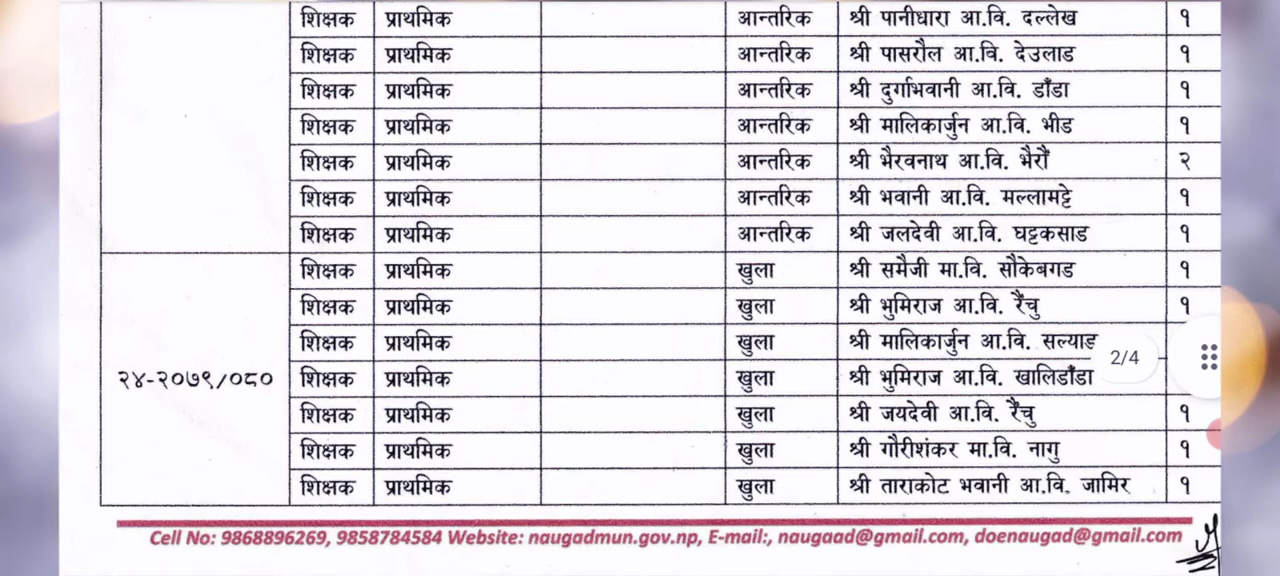 शिक्षक प्राथमिक आन्तरिक श्री पानीधारा आ.वि. दल्लेख १
शिक्षक प्राथमिक आन्तरिक श्री पासरौल आ.वि. देउलाड १
शिक्षक प्राथमिक आन्तरिक श्री दुर्गाभवानी आ.वि. डाँडा १
शिक्षक प्राथमिक आन्तरिक श्री मालिकार्जुन आ.वि. भीड १
शिक्षक प्राथमिक आन्तरिक श्री भैरवनाथ आ.वि. भैरौं २
शिक्षक प्राथमिक आन्तरिक श्री भवानी आ.वि. मल्लामट्टे १
शिक्षक प्राथमिक आन्तरिक श्री जलदेवी आ.वि. घट्टकसाड १
शिक्षक प्राथमिक खुला श्री समैजी मा.वि. सौकेबगड १
शिक्षक प्राथमिक खुला श्री भुमिराज आ.वि. रैंचु १
शिक्षक प्राथमिक खुला श्री मालिकार्जुन आ.वि. सल्याड
2/4
२४-२०७९/०८० शिक्षक प्राथमिक खुला श्री भुमिराज आ.वि. खालिडाँडा
शिक्षक प्राथमिक खुला श्री जयदेवी आ.वि. रैंचु १
शिक्षक प्राथमिक खुला श्री गौरीशंकर मा.वि. नागु १
शिक्षक प्राथमिक खुला श्री ताराकोट भवानी आ.वि. जामिर १
Cell No: 9868896269, 9858784584 Website: naugadmun.gov.np, E-mail:, naugaad@gmail.com, doenaugad@gmail.com